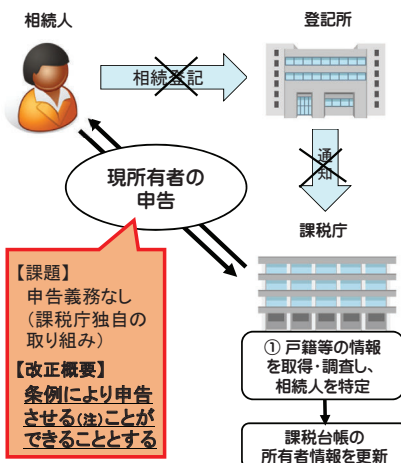 相続人
登記所
相続登記
通
知
現所有者の
申告
課税庁
【課題】
申告義務なし
(課税庁独自の
取り組み)
【改正概要】
条例により申告
させる(注)ことが
できることとする
① 戸籍等の情報
を取得・調査し、
相続人を特定
課税台帳の
所有者情報を更新